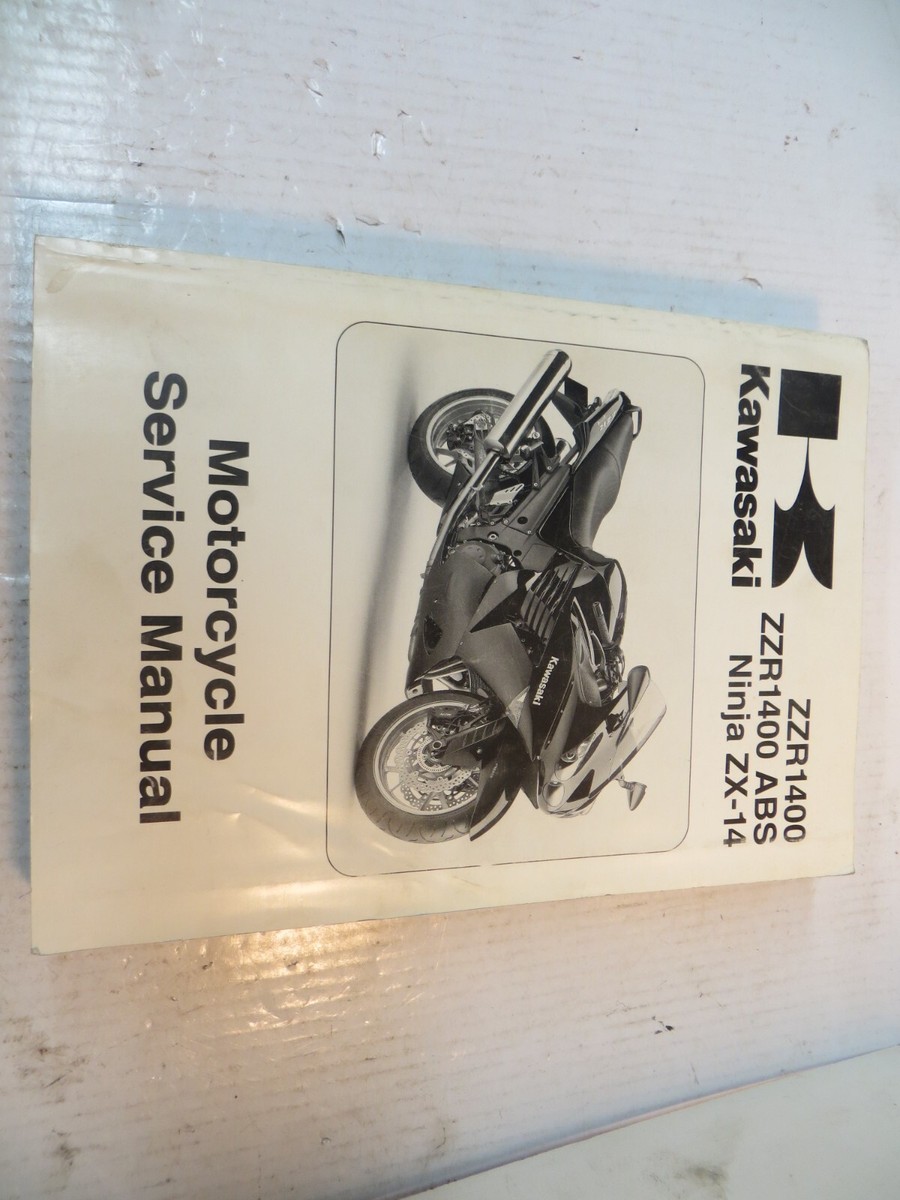 Kawasaki
ZZR1400
ZZR1400 ABS
Ninja ZX-14
Kawasaki
Motorcycle
Service Manual